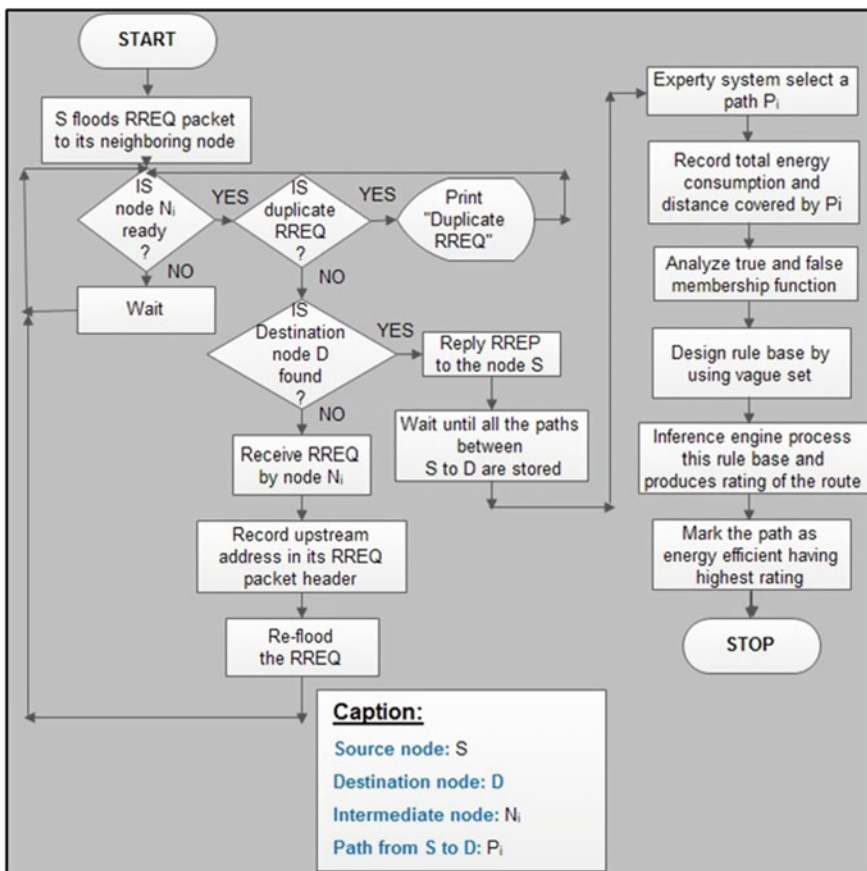 START
S floods RREQ packet
to its neighboring node
IS
node Ni
ready
?
YES
NO
Wait
IS
duplicate
RREQ
?
YES
NO
Print
"Duplicate
RREQ"
IS
Destination
node D
found
?
YES
NO
Reply RREP
to the node S
Wait until all the paths
between
S to D are stored
Receive RREQ
by node Ni
Record upstream
address in its RREQ
packet header
Re-flood
the RREQ
Experty system select a
path Pi
Record total energy
consumption and
distance covered by Pi
Analyze true and false
membership function
Design rule base by
using vague set
Inference engine process
this rule base and
produces rating of the route
Mark the path as
energy efficient having
highest rating
STOP
Caption:
Source node: S
Destination node: D
Intermediate node: Ni
Path from S to D: Pi